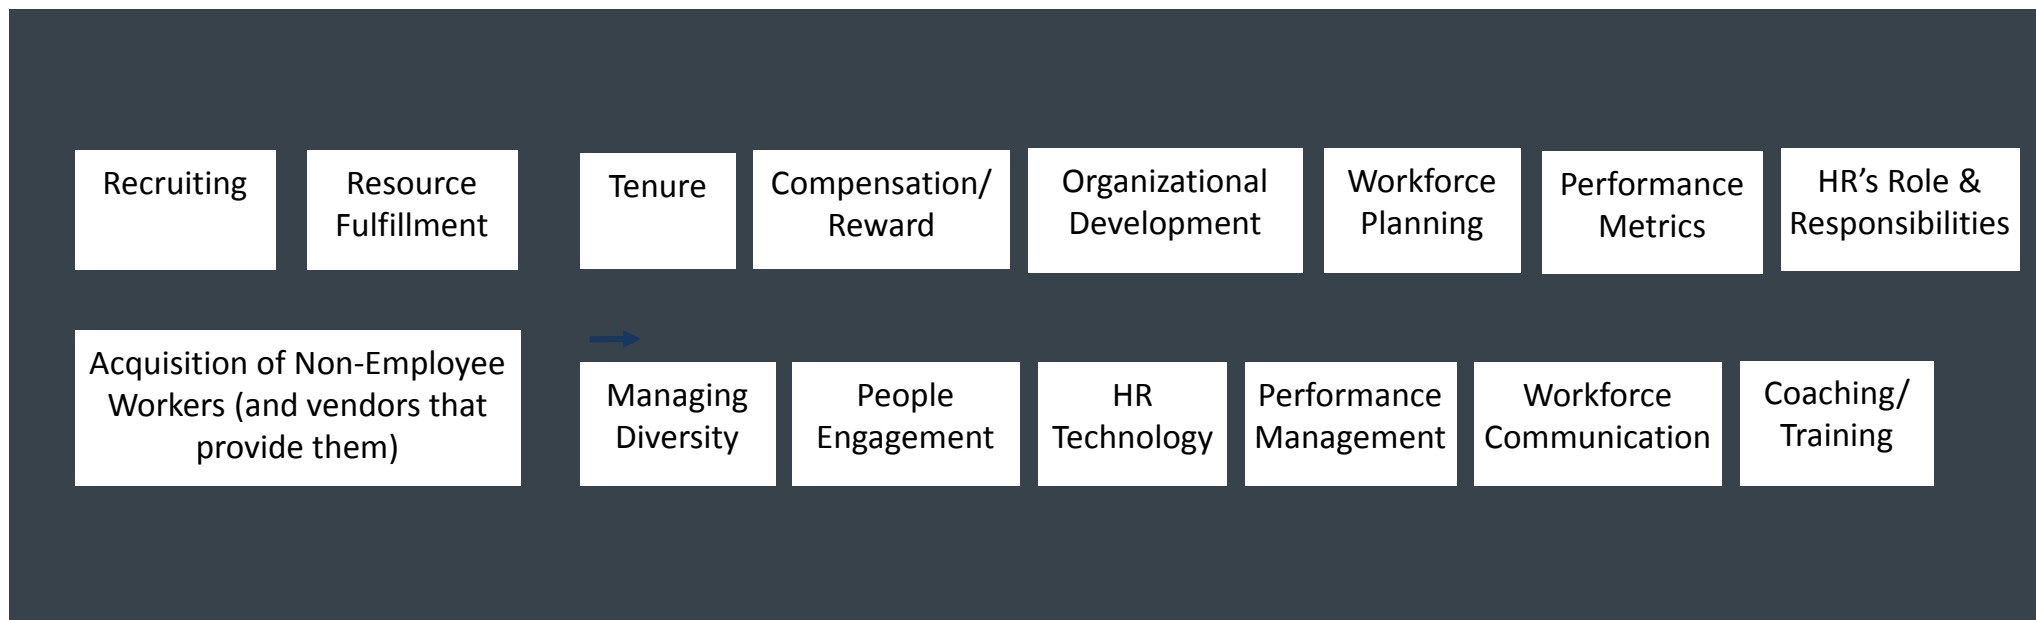 Recruiting
Resource
Fulfillment
Tenure
Compensation/
Reward
Organizational
Development
Workforce
Planning
Performance
Metrics
HR’s Role &
Responsibilities
Acquisition of Non-Employee
Workers (and vendors that
provide them)
Managing
Diversity
People
Engagement
HR
Technology
Performance
Management
Workforce
Communication
Coaching/
Training